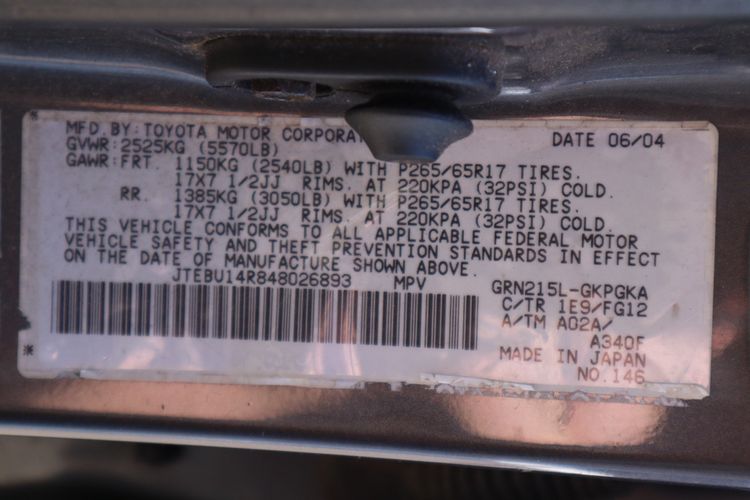 MFD.BY:TOYOTA MOTOR CORPORAT DATE 06/04
GVWR:2525KG (5570LB)
GAWR:FRT. 1150KG (2540LB) WITH P265/65R17 TIRES.
17X7 1/2JJ RIMS. AT 220KPA (32PSI) COLD.
RR. 1385KG (3050LB) WITH P265/65R17 TIRES.
17X7 1/2JJ RIMS. AT 220KPA (32PSI) COLD.
THIS VEHICLE CONFORMS TO ALL APPLICABLE FEDERAL MOTOR
VEHICLE SAFETY AND THEFT PREVENTION STANDARDS IN EFFECT
ON THE DATE OF MANUFACTURE SHOWN ABOVE.
JTEBU14R848026893 MPV
GRN215L-GKPGKA
C/TR 1E9/FG12
A/TM A02A/
A340F
MADE IN JAPAN
NO.146